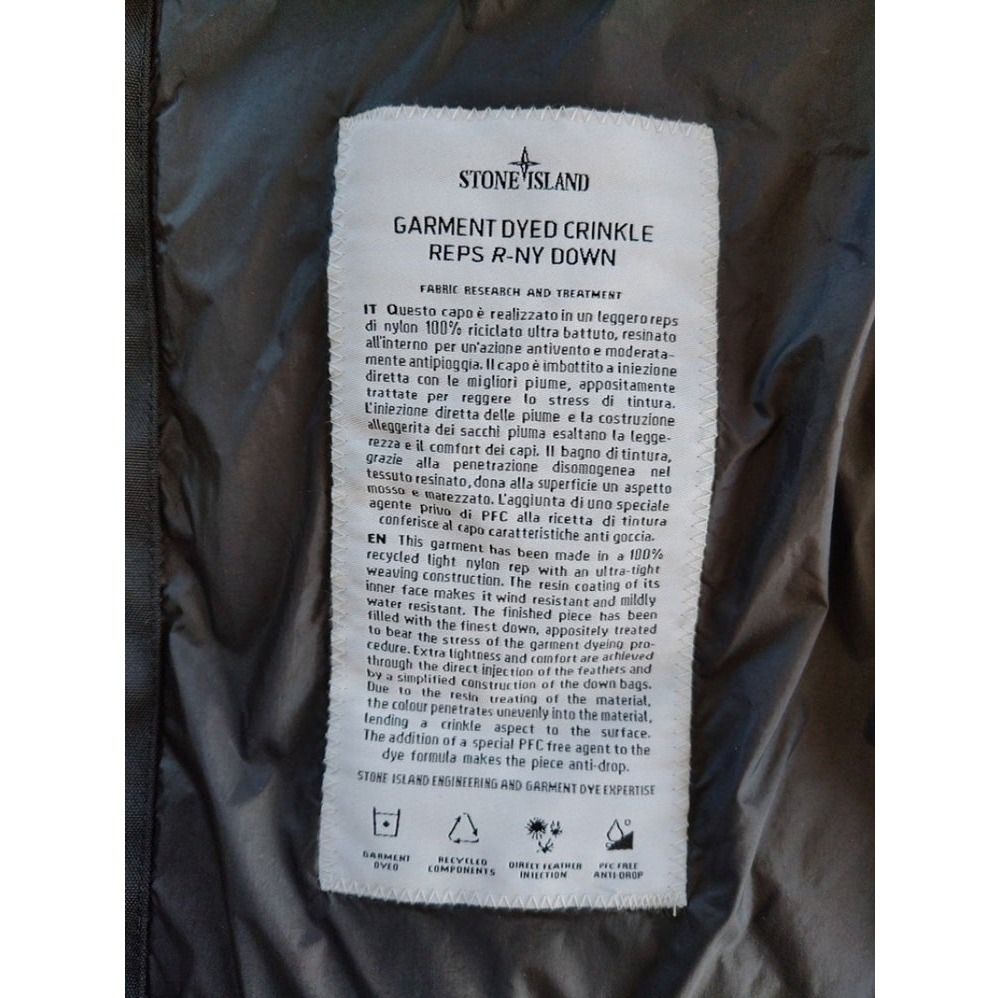 STONE ISLAND
GARMENT DYED CRINKLE
REPS R-NY DOWN
FABRIC RESEARCH AND TREATMENT
IT Questo capo è realizzato in un leggero reps
di nylon 100% riciclato ultra battuto, resinato
all'interno per un'azione antivento e moderata-
mente antipioggia. Il capo è imbottito a iniezione
diretta con le migliori piume, appositamente
trattate per reggere lo stress di tintura.
L'iniezione diretta delle piume e la costruzione
alleggerita dei sacchi piuma esaltano la legge-
rezza e il comfort dei capi. Il bagno di tintura,
grazie alla penetrazione disomogenea nel
tessuto resinato, dona alla superficie un aspetto
mosso e marezzato. L'aggiunta di uno speciale
agente privo di PFC alla ricetta di tintura
conferisce al capo caratteristiche anti goccia.
EN This garment has been made in a 100%
recycled light nylon rep with an ultra-tight
weaving construction. The resin coating of its
inner face makes it wind resistant and mildly
water resistant. The finished piece has been
filled with the finest down, appositely treated
to bear the stress of the garment dyeing pro-
cedure. Extra lightness and comfort are achieved
through the direct injection of the feathers and
by a simplified construction of the down bags.
Due to the resin treating of the material,
the colour penetrates unevenly into the material,
lending a crinkle aspect to the surface.
The addition of a special PFC free agent to the
dye formula makes the piece anti-drop.
STONE ISLAND ENGINEERING AND GARMENT DYE EXPERTISE
GARMENT
DYED
RECYCLED
COMPONENTS
DIRECT FEATHER
INJECTION
PFC FREE
ANTI-DROP